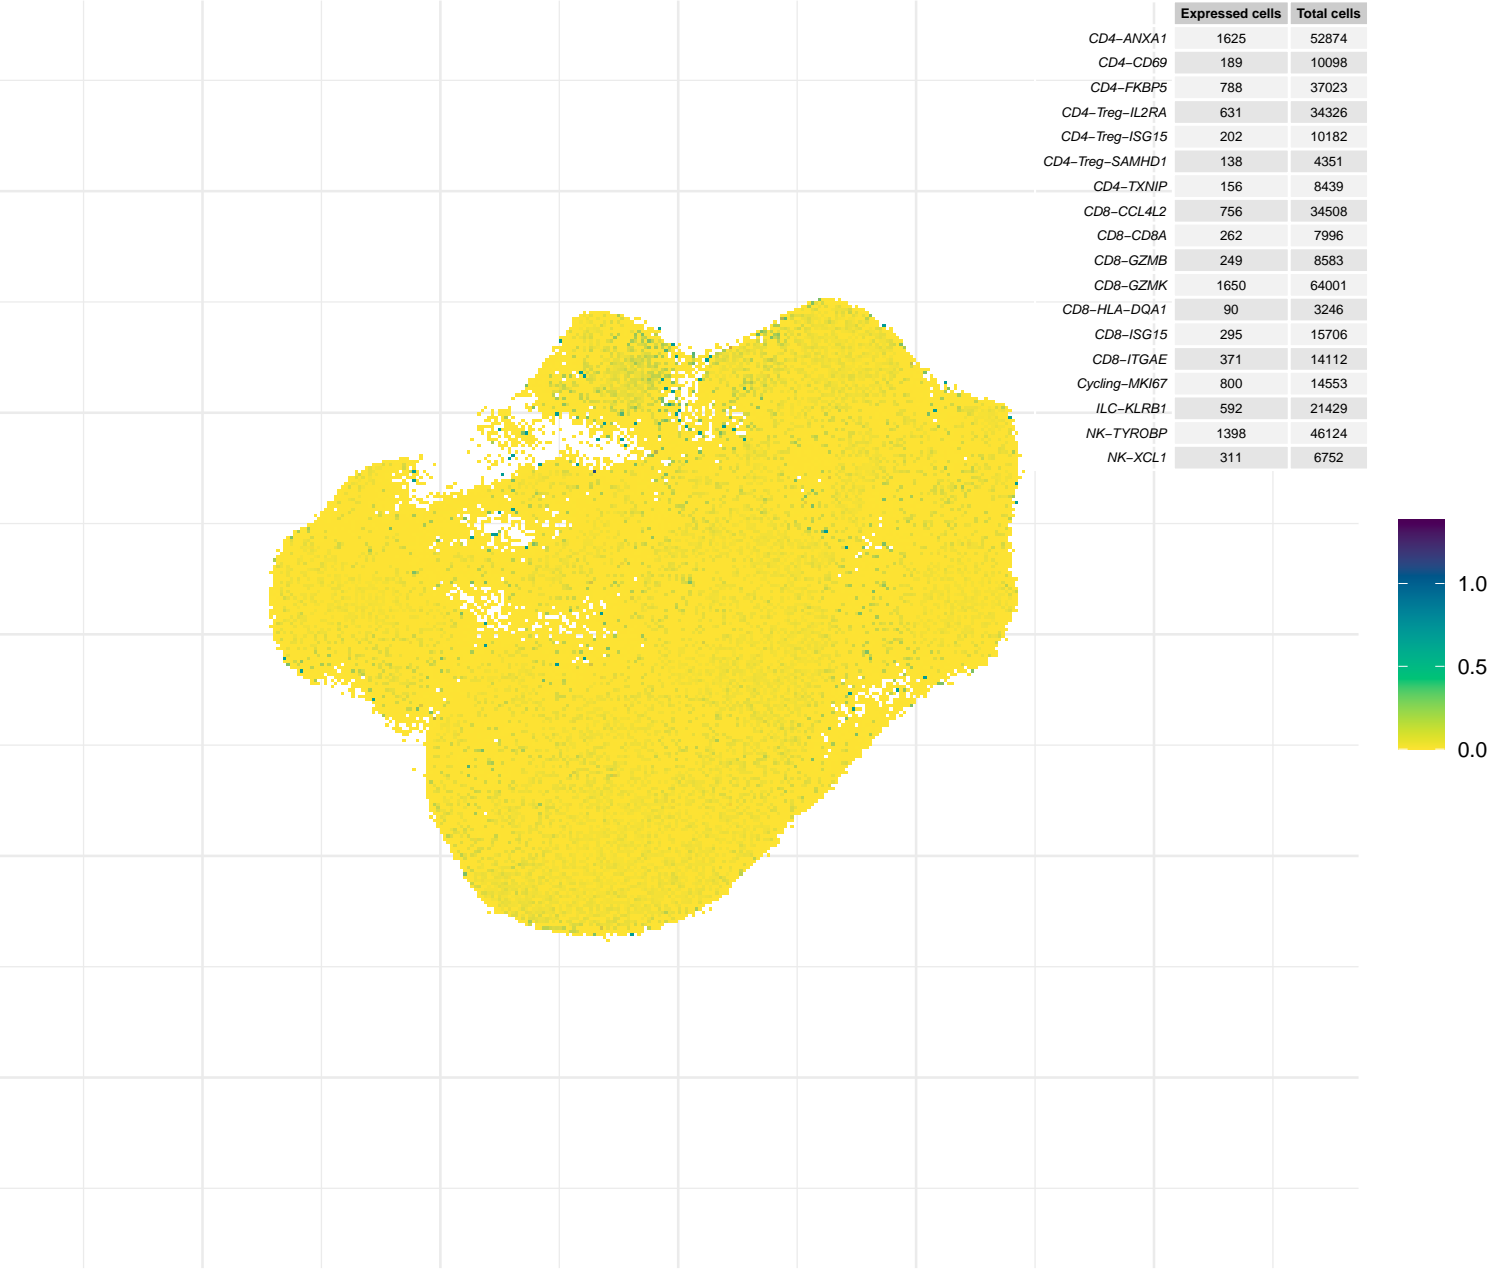 Expressed cells Total cells
CD4−ANXA1 1625 52874
CD4−CD69 189 10098
CD4−FKBP5 788 37023
CD4−Treg−IL2RA 631 34326
CD4−Treg−ISG15 202 10182
CD4−Treg−SAMHD1 138 4351
CD4−TXNIP 156 8439
CD8−CCL4L2 756 34508
CD8−CD8A 262 7996
CD8−GZMB 249 8583
CD8−GZMK 1650 64001
CD8−HLA−DQA1 90 3246
CD8−ISG15 295 15706
CD8−ITGAE 371 14112
Cycling−MKI67 800 14553
ILC−KLRB1 592 21429
NK−TYROBP 1398 46124
NK−XCL1 311 6752
1.0
0.5
0.0